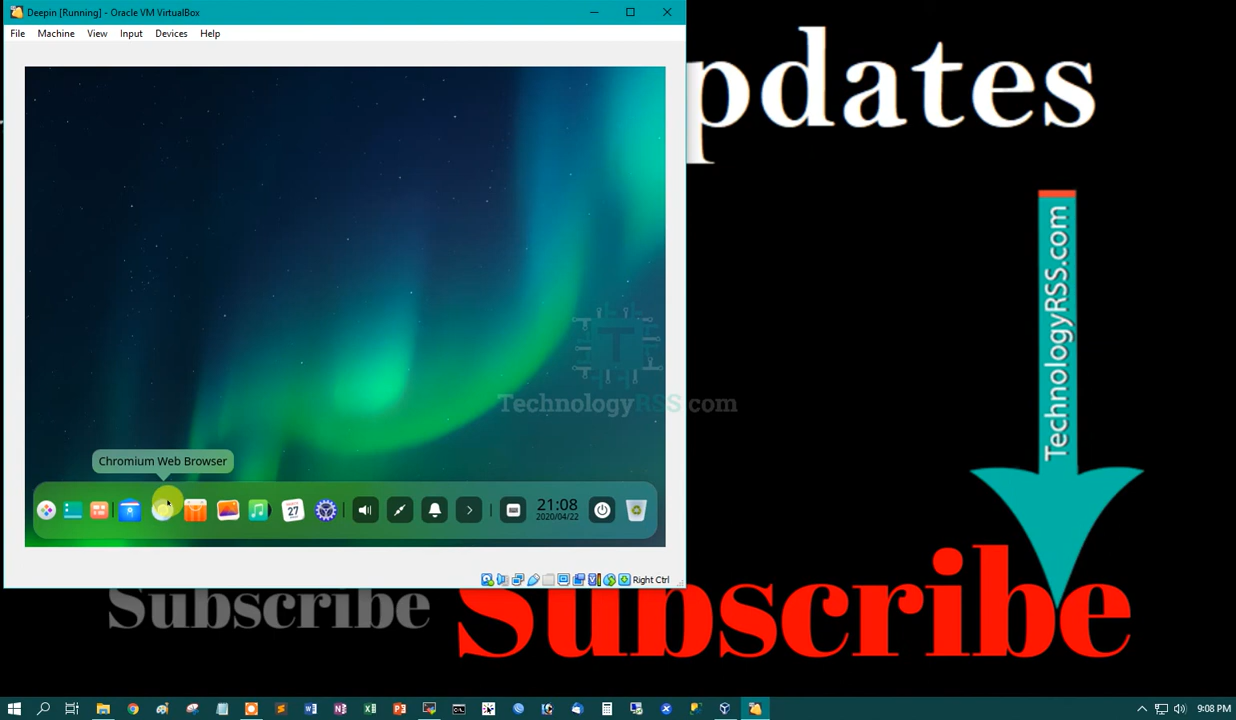 Deepin [Running] - Oracle VM VirtualBox
File Machine View Input Devices Help
pdates
TechnologyRSS.com
TechnologyRSS.com
Chromium Web Browser
27
21:08
2020/04/22
Right Ctrl
Subscribe
Subscribe
9:08 PM